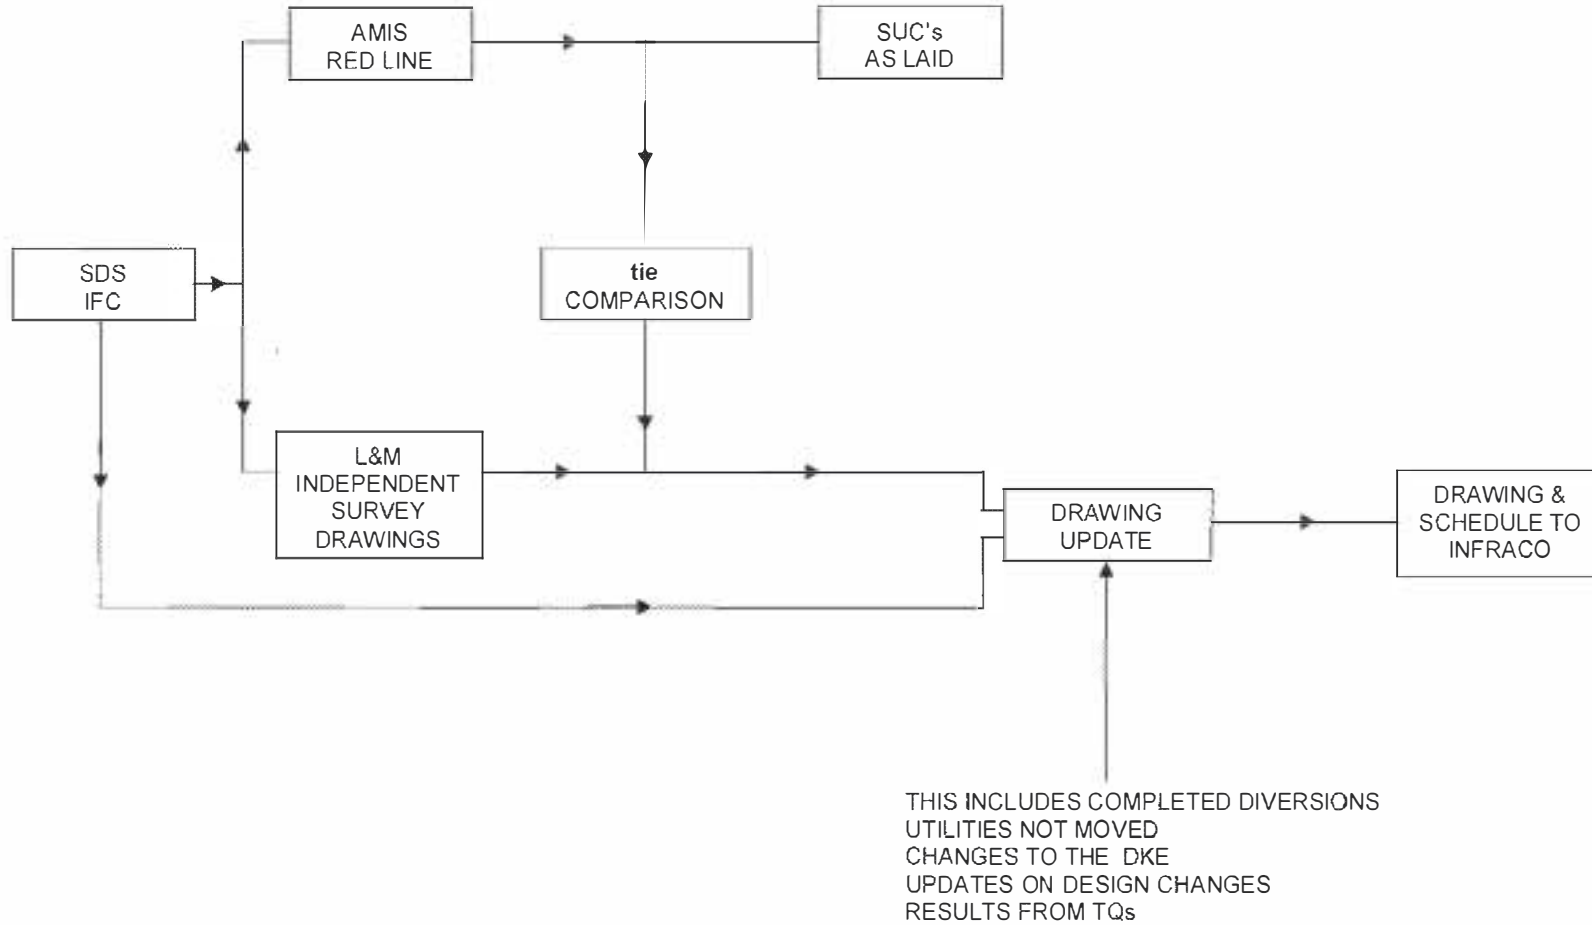 AMIS
RED LINE
SUC's
AS LAID
SDS
IFC
tie
COMPARISON
L&M
INDEPENDENT
SURVEY
DRAWINGS
DRAWING
UPDATE
DRAWING &
SCHEDULE TO
INFRACO
THIS INCLUDES COMPLETED DIVERSIONS
UTILITIES NOT MOVED
CHANGES TO THE DKE
UPDATES ON DESIGN CHANGES
RESULTS FROM TQs